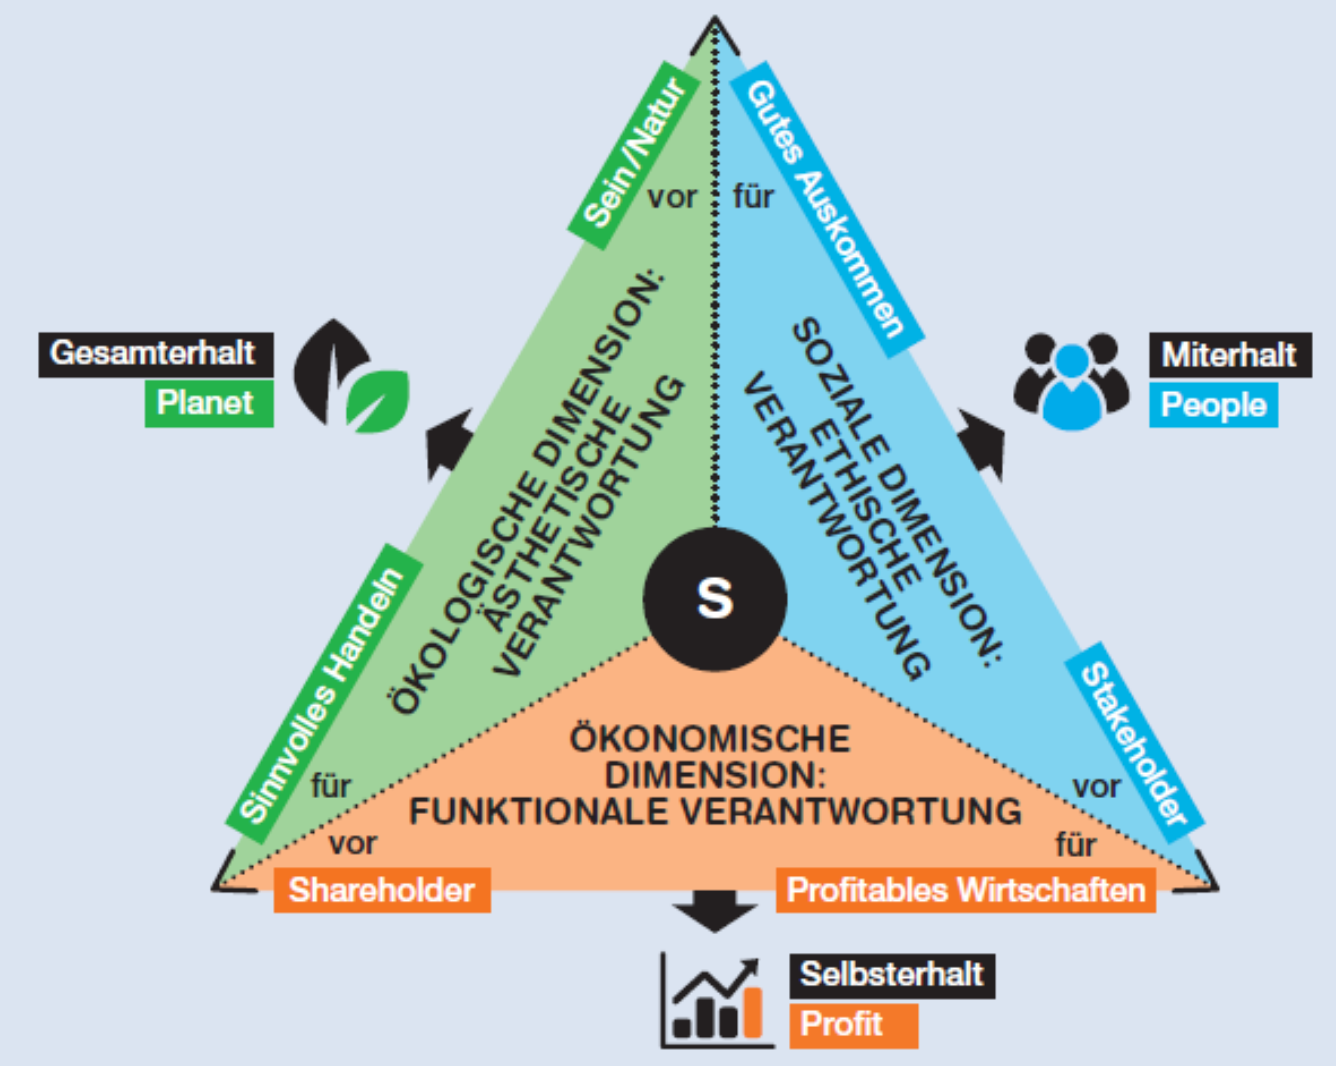 Sein/Natur
vor
für
Gutes Auskommen
Gesamterhalt
Planet
ÖKOLOGISCHE DIMENSION:
ÄSTHETISCHE
VERANTWORTUNG
SOZIALE DIMENSION:
ETHISCHE
VERANTWORTUNG
Miterhalt
People
Sinnvolles Handeln
für
S
Stakeholder
vor
ÖKONOMISCHE
DIMENSION:
FUNKTIONALE VERANTWORTUNG
vor
für
Shareholder
Profitables Wirtschaften
Selbsterhalt
Profit